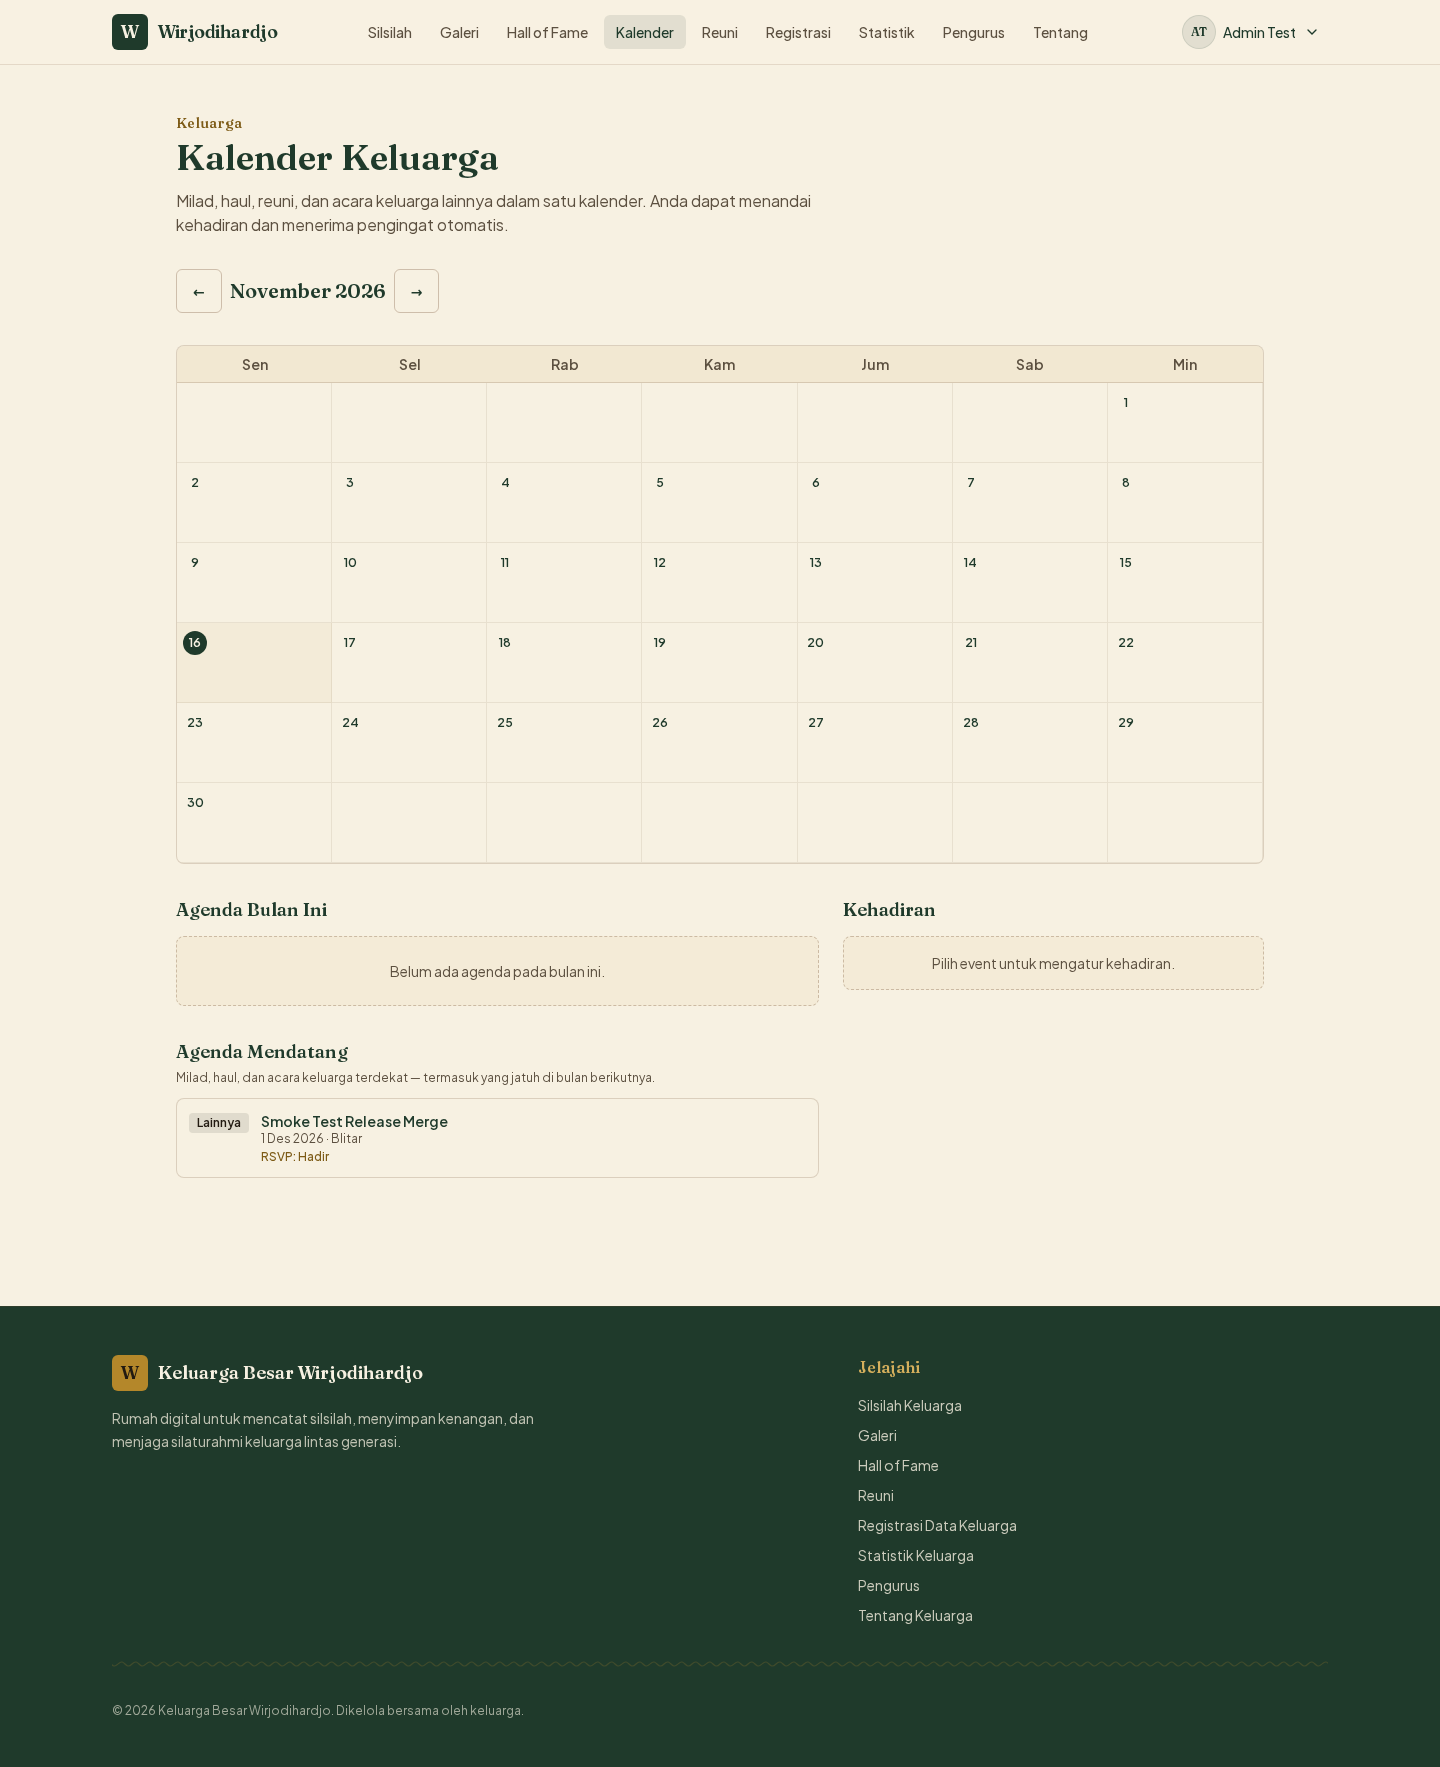 W Wirjodihardjo Silsilah Galeri Hall of Fame Kalender Reuni Registrasi Statistik Pengurus Tentang AT Admin Test
Keluarga
Kalender Keluarga
Milad, haul, reuni, dan acara keluarga lainnya dalam satu kalender. Anda dapat menandai
kehadiran dan menerima pengingat otomatis.
← November 2026 →
Sen Sel Rab Kam Jum Sab Min
1
2 3 4 5 6 7 8
9 10 11 12 13 14 15
16 17 18 19 20 21 22
23 24 25 26 27 28 29
30
Agenda Bulan Ini
Belum ada agenda pada bulan ini.
Kehadiran
Pilih event untuk mengatur kehadiran.
Agenda Mendatang
Milad, haul, dan acara keluarga terdekat — termasuk yang jatuh di bulan berikutnya.
Lainnya Smoke Test Release Merge
1 Des 2026 · Blitar
RSVP: Hadir
W Keluarga Besar Wirjodihardjo
Rumah digital untuk mencatat silsilah, menyimpan kenangan, dan
menjaga silaturahmi keluarga lintas generasi.
Jelajahi
Silsilah Keluarga
Galeri
Hall of Fame
Reuni
Registrasi Data Keluarga
Statistik Keluarga
Pengurus
Tentang Keluarga
© 2026 Keluarga Besar Wirjodihardjo. Dikelola bersama oleh keluarga.